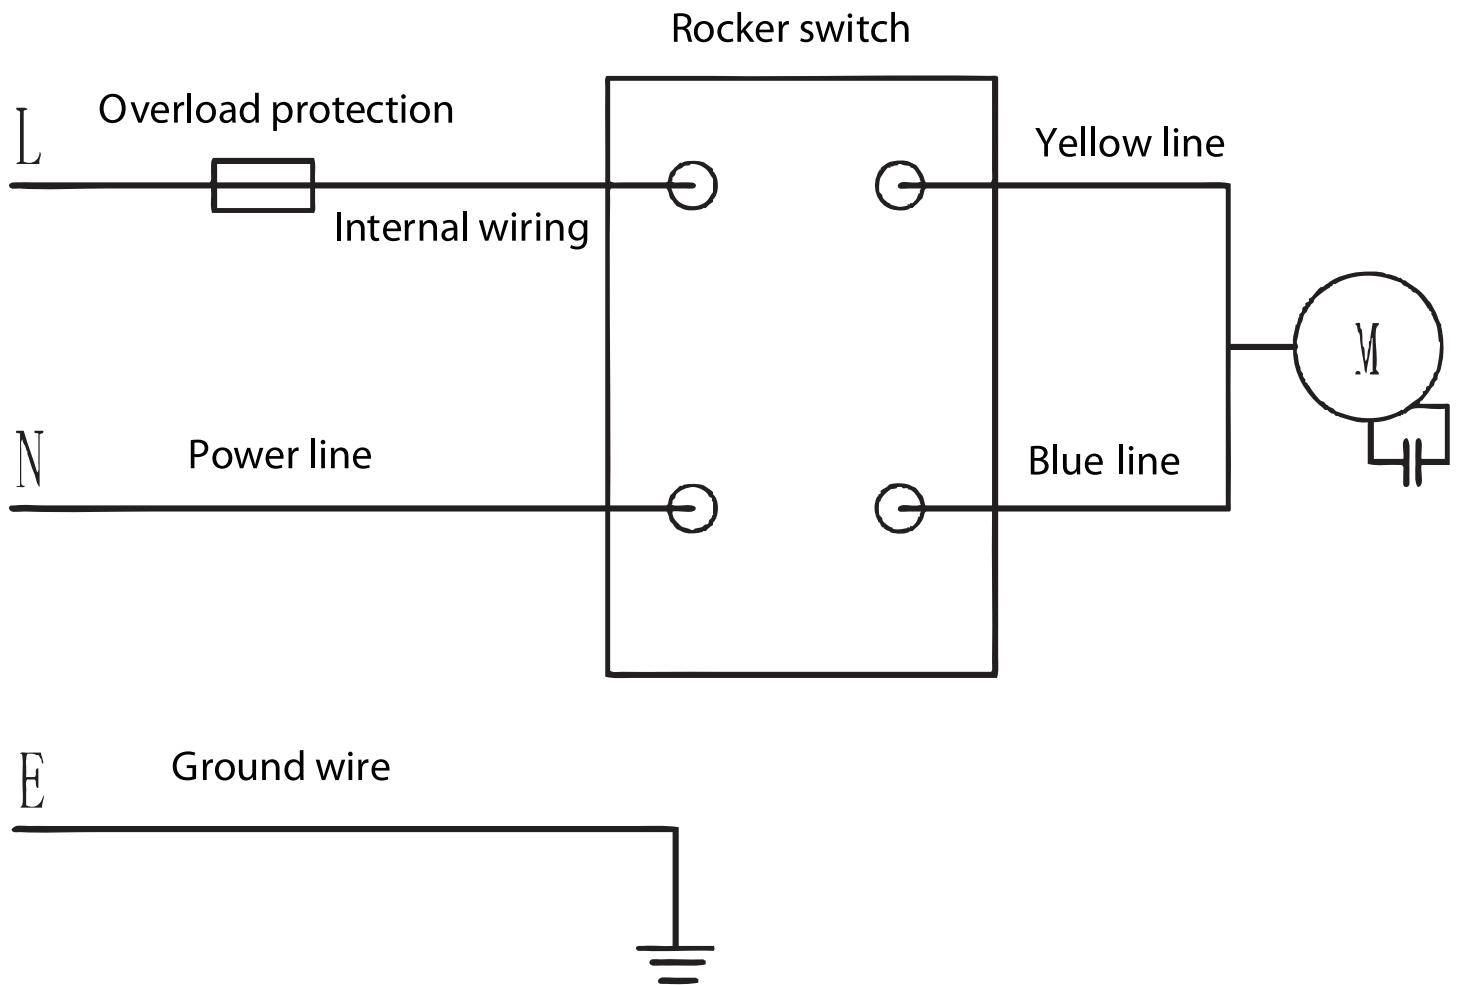 Rocker switch
L
Overload protection
Yellow line
Internal wiring
M
N
Power line
Blue line
E
Ground wire